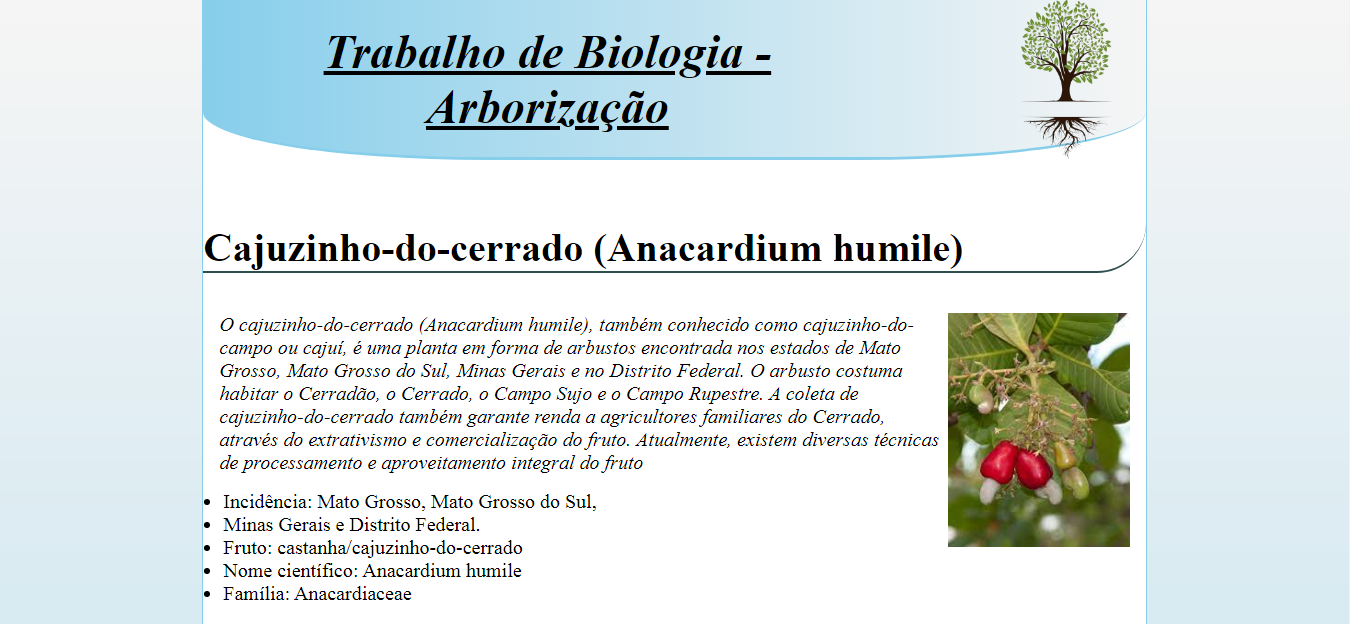 Trabalho de Biologia -
Arborização
Cajuzinho-do-cerrado (Anacardium humile)
O cajuzinho-do-cerrado (Anacardium humile), também conhecido como cajuzinho-do-
campo ou cajuí, é uma planta em forma de arbustos encontrada nos estados de Mato
Grosso, Mato Grosso do Sul, Minas Gerais e no Distrito Federal. O arbusto costuma
habitar o Cerradão, o Cerrado, o Campo Sujo e o Campo Rupestre. A coleta de
cajuzinho-do-cerrado também garante renda a agricultores familiares do Cerrado,
através do extrativismo e comercialização do fruto. Atualmente, existem diversas técnicas
de processamento e aproveitamento integral do fruto
• Incidência: Mato Grosso, Mato Grosso do Sul,
• Minas Gerais e Distrito Federal.
• Fruto: castanha/cajuzinho-do-cerrado
• Nome científico: Anacardium humile
• Família: Anacardiaceae